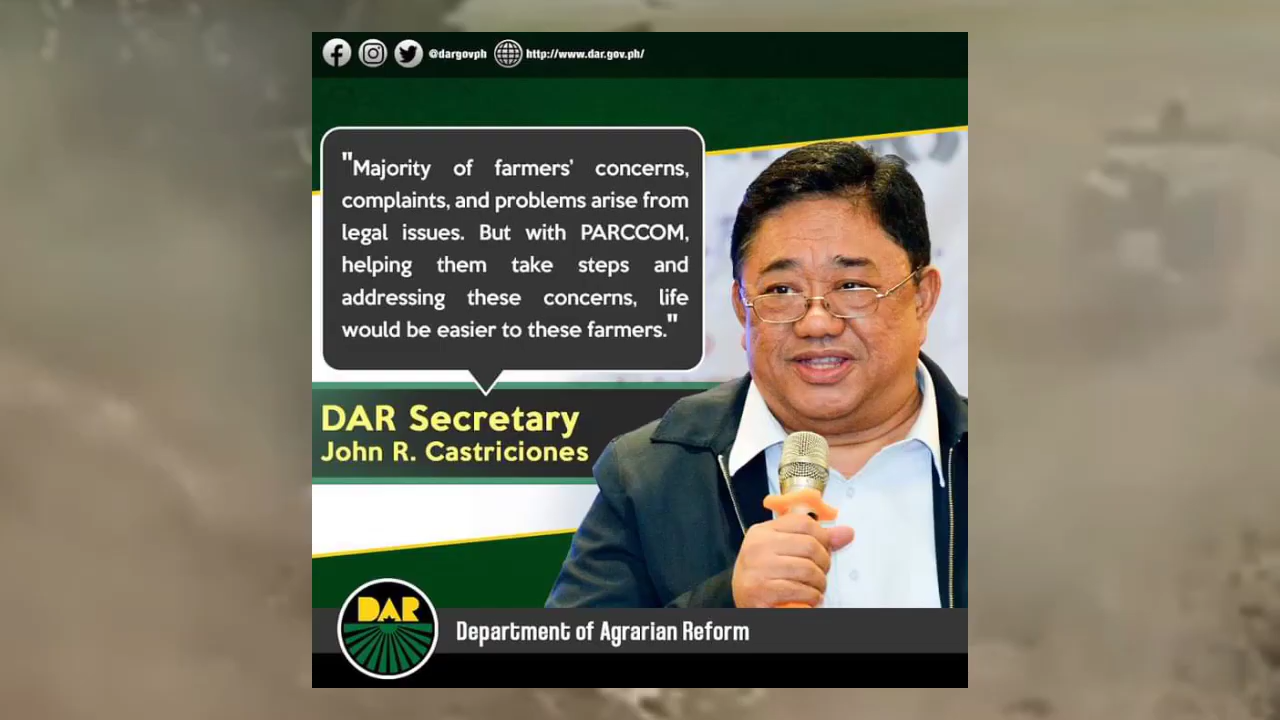 @dargovph http://www.dar.gov.ph/
"Majority of farmers' concerns,
complaints, and problems arise from
legal issues. But with PARCCOM,
helping them take steps and
addressing these concerns, life
would be easier to these farmers."
DAR Secretary
John R. Castriciones
DAR
Department of Agrarian Reform